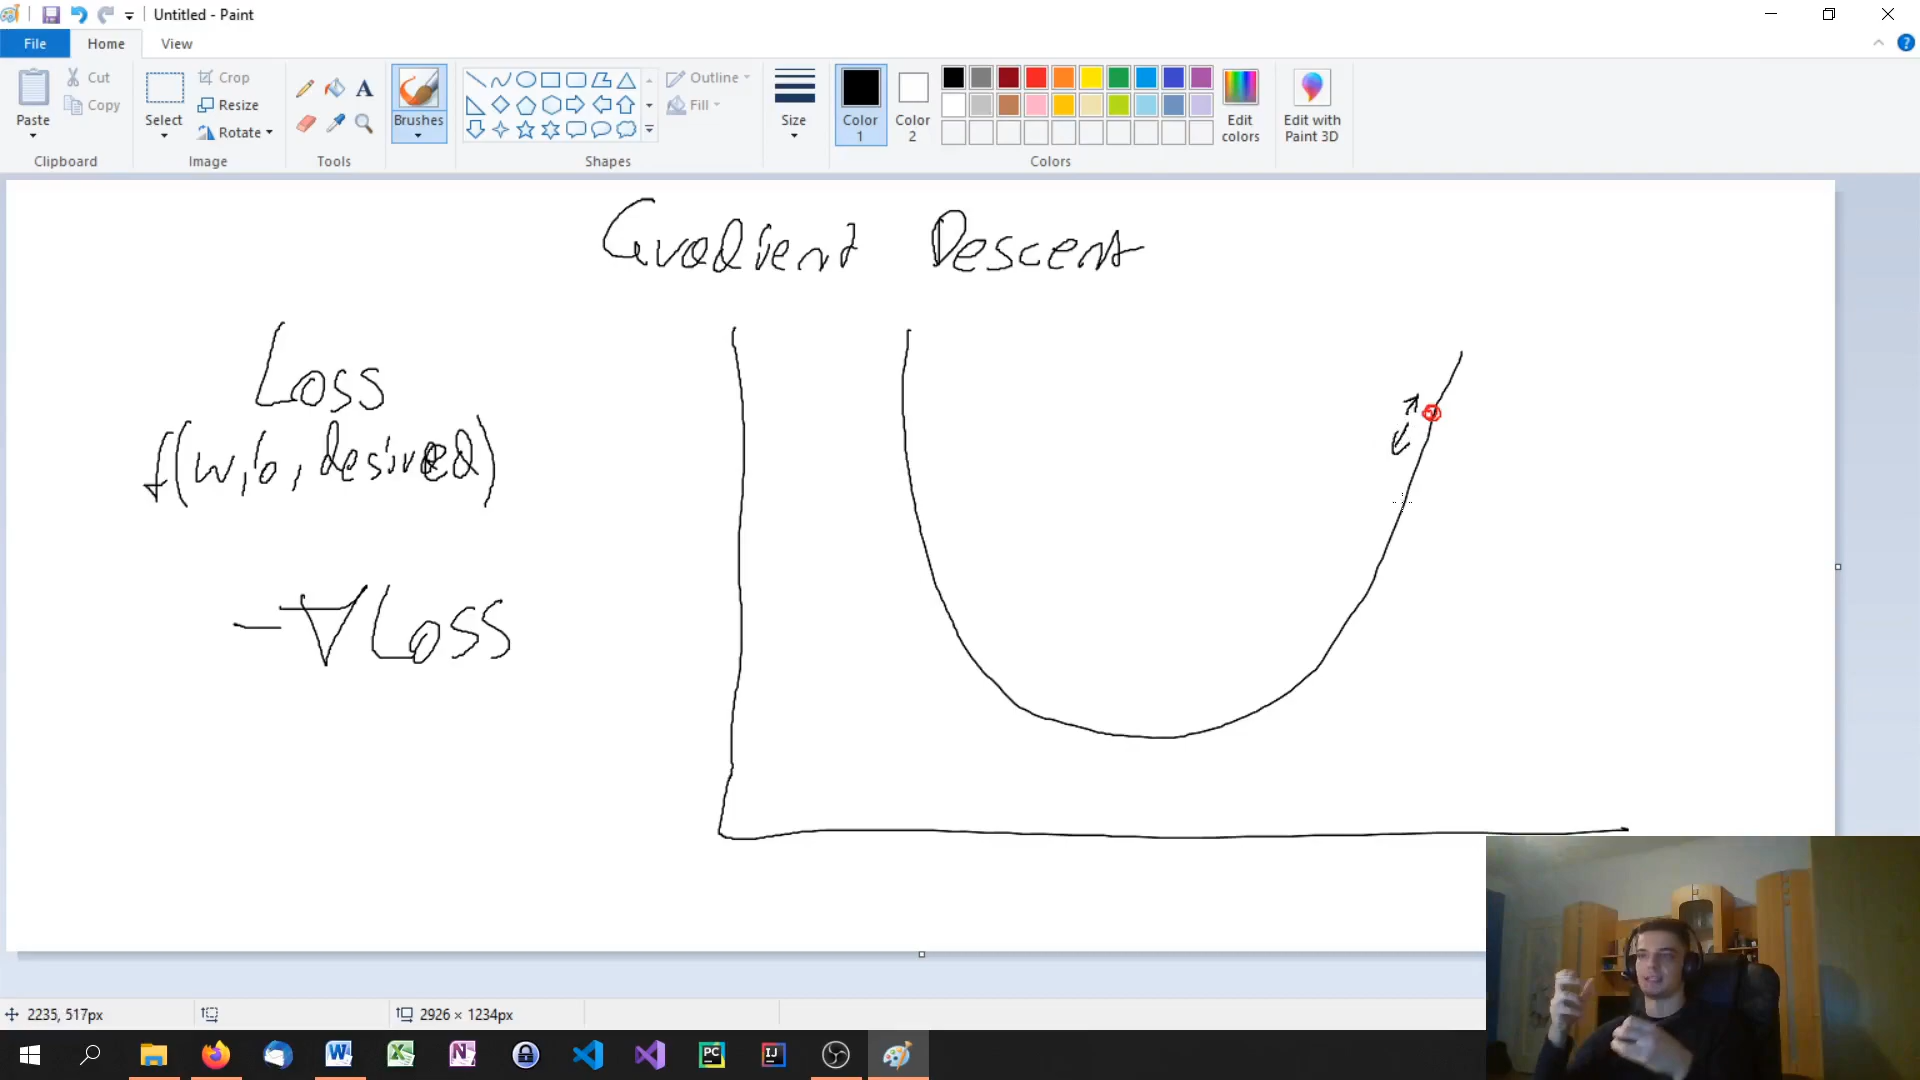 Untitled - Paint
File Home View
Paste
Cut
Copy
Clipboard
Select
Crop
Resize
Rotate
Image
A
Tools
Brushes
Outline
Fill
Shapes
Size
Color 1
Color 2
Edit colors
Colors
Edit with Paint 3D
Gradient Descent
Loss
f(w,b, desired)
-∇Loss
2235, 517px
2926 × 1234px